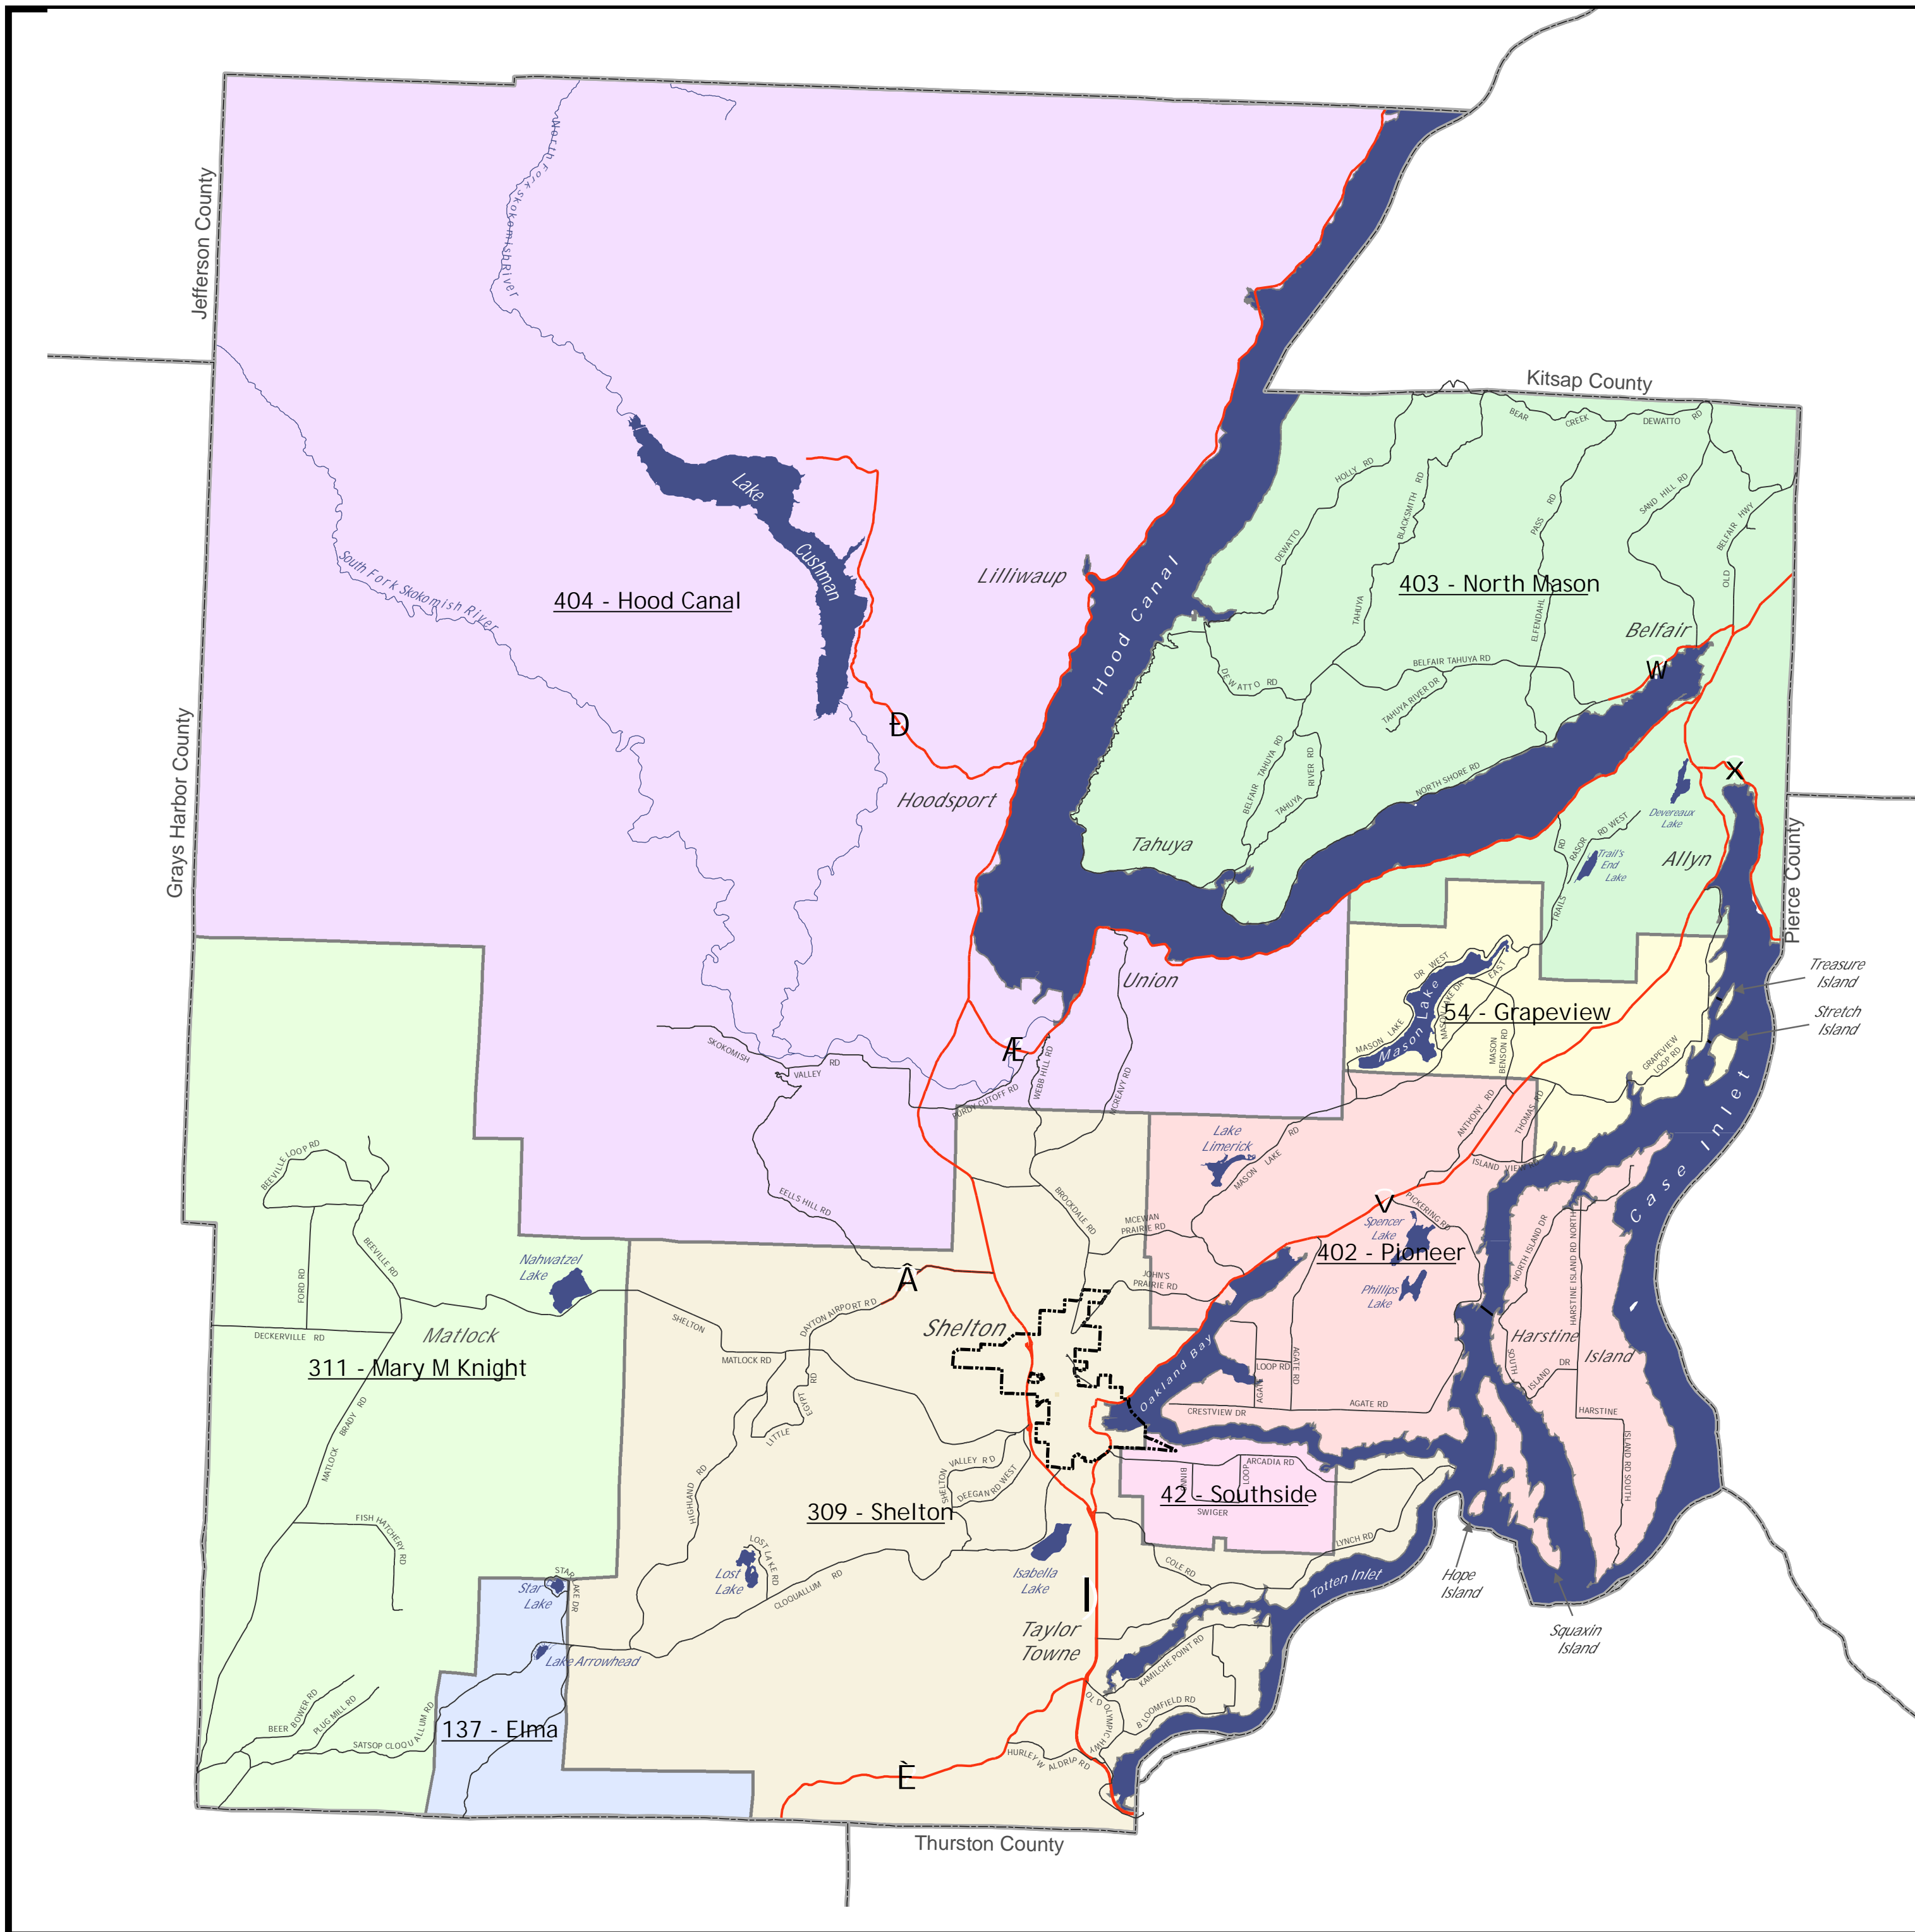 Jefferson County
Kitsap County
Grays Harbor County
Pierce County
Thurston County
North Fork Skokomish River
South Fork Skokomish River
Lake
Cushman
404 - Hood Canal
Lilliwaup
Hood Canal
Hoodsport
Đ
BEAR
CREEK
DEWATTO
RD
HOLLY RD
DEWATTO
BLACKSMITH RD
TAHUYA
PASS RD
ELFENDAHL
SAND HILL RD
BELFAIR HWY
OLD
403 - North Mason
Belfair
W
BELFAIR TAHUYA RD
TAHUYA RIVER DR
DEWATTO RD
BELFAIR TAHUYA RD
RIVER RD
TAHUYA
NORTH SHORE RD
Tahuya
X
Devereaux
Lake
RASOR RD WEST
RD
TRAILS
Trail's
End
Lake
Allyn
Union
Treasure
Island
Stretch
Island
DR WEST
MASON LAKE
Mason Lake
MASON LAKE DR
EAST
54 - Grapeview
MASON
BENSON RD
GRAPEVIEW
LOOP RD
SKOKOMISH
VALLEY
RD
Æ
PURDY CUTOFF RD
WEBB HILL RD
MCREAVY RD
EELLS HILL RD
BROCKDALE RD
MCEWAN
PRAIRIE RD
JOHN'S
PRAIRIE RD
Lake
Limerick
MASON LAKE RD
ANTHONY RD
THOMAS RD
ISLAND VIEW
V
PICKERING RD
Spencer
Lake
402 - Pioneer
Phillips
Lake
Case Inlet
NORTH ISLAND DR
HARSTINE ISLAND RD NORTH
Harstine
Island
SOUTH
ISLAND
DR
HARSTINE
ISLAND RD SOUTH
BEEVILLE LOOP RD
BEEVILLE RD
FORD RD
DECKERVILLE RD
Nahwatzel
Lake
Matlock
311 - Mary M Knight
MATLOCK BRADY RD
SHELTON
MATLOCK RD
DAYTON AIRPORT RD
Â
Shelton
Oakland Bay
LOOP RD
AGATE
AGATE RD
CRESTVIEW DR
AGATE RD
LITTLE
EGYPT
RD
HIGHLAND RD
SHELTON
VALLEY RD
DEEGAN RD WEST
309 - Shelton
BINNS
LOOP
ARCADIA RD
42 - Southside
SWIGER
LYNCH RD
COLE RD
FISH HATCHERY RD
Star
Lake
STAR
LAKE DR
Lost
Lake
LOST LAKE RD
CLOQUALLUM RD
Isabella
Lake
I
Taylor
Towne
Totten Inlet
Hope
Island
Squaxin
Island
Lake Arrowhead
KAMILCHE POINT RD
BLOOMFIELD RD
OLD OLYMPIC HWY
HURLEY WALDRIP RD
BEER
BOWER RD
PLUG MILL RD
SATSOP CLOQUALLUM RD
137 - Elma
È